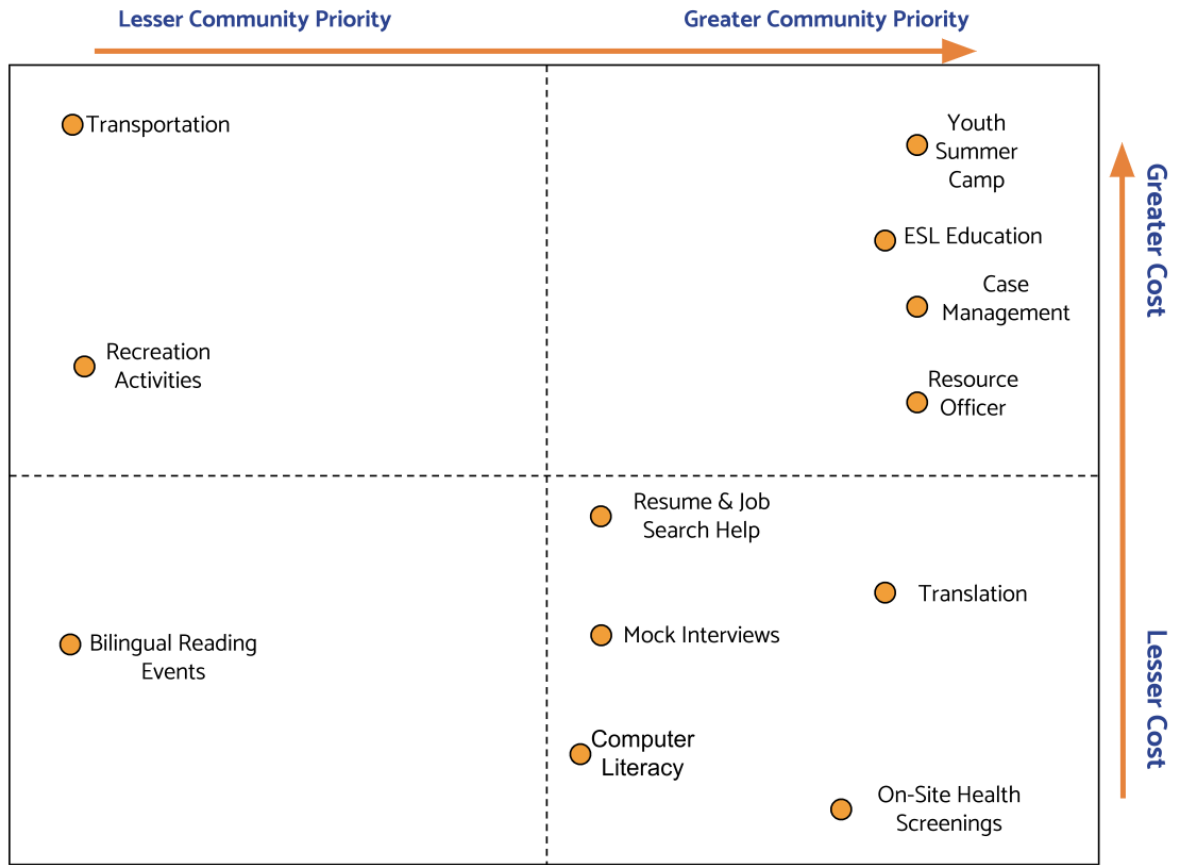 Lesser Community Priority
Greater Community Priority
Transportation
Youth
Summer
Camp
ESL Education
Case
Management
Recreation
Activities
Resource
Officer
Greater Cost
Resume & Job
Search Help
Translation
Mock Interviews
Bilingual Reading
Events
Computer
Literacy
On-Site Health
Screenings
Lesser Cost